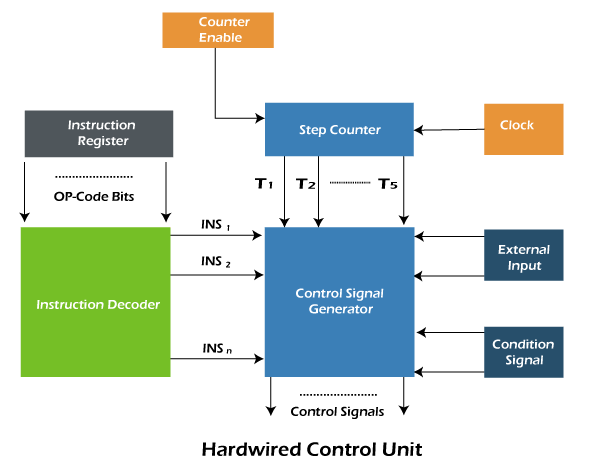 Counter
Enable
Instruction
Register
Step Counter
Clock
OP-Code Bits
T1 T2 T5
INS 1
INS 2
INS n
Instruction Decoder
Control Signal
Generator
External
Input
Condition
Signal
Control Signals
Hardwired Control Unit